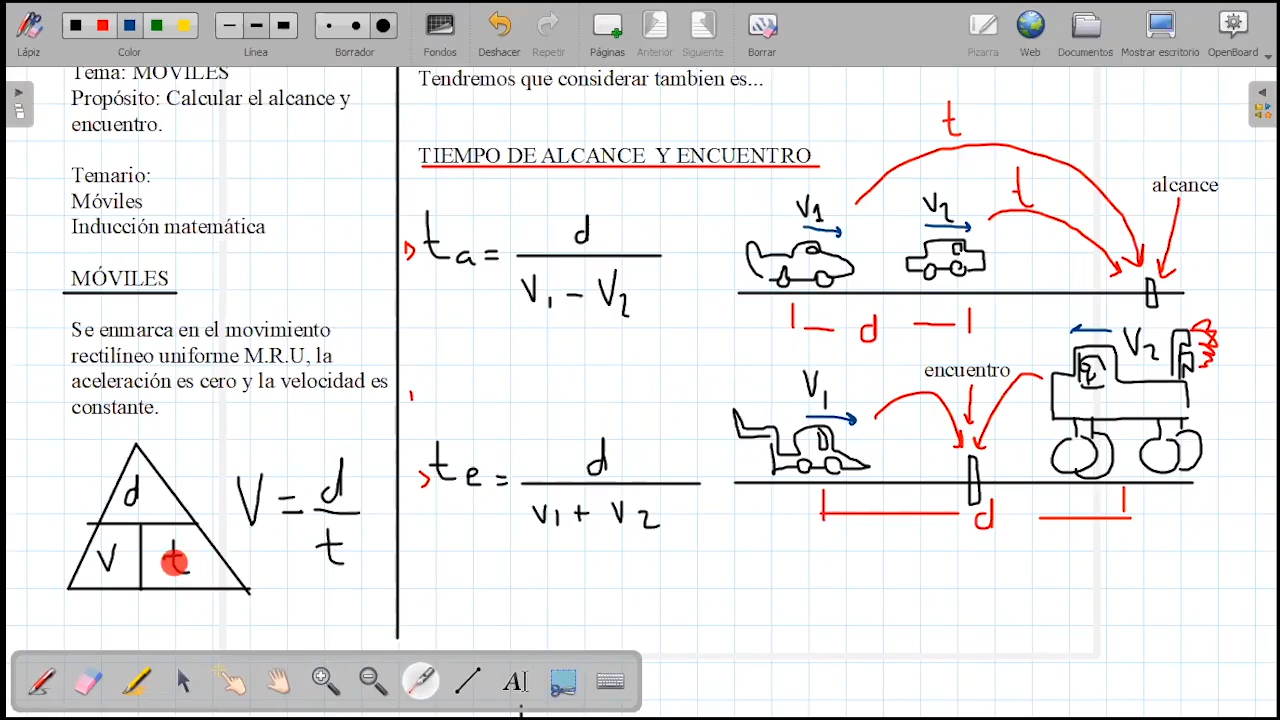 Lápiz
Color
Línea
Borrador
Fondos
Deshacer
Repetir
Páginas
Anterior
Siguiente
Borrar
Pizarra
Web
Documentos
Mostrar escritorio
OpenBoard
Tema: MÓVILES
Propósito: Calcular el alcance y
encuentro.
Temario:
Móviles
Inducción matemática
MÓVILES
Se enmarca en el movimiento
rectilíneo uniforme M.R.U, la
aceleración es cero y la velocidad es
constante.
d
V t
V = d
t
Tendremos que considerar tambien es...
TIEMPO DE ALCANCE Y ENCUENTRO
ta = d
V1 - V2
te = d
V1 + V2
t
t
alcance
V1
V2
d
V2
encuentro
V1
d